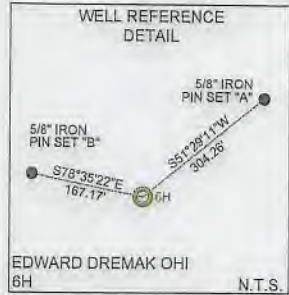 WELL REFERENCE
DETAIL
5/8" IRON
PIN SET "A"
5/8" IRON
PIN SET "B"
S51°29'11"W
304.26'
S78°35'22"E
167.17'
6H
EDWARD DREMAK OHI
6H
N.T.S.